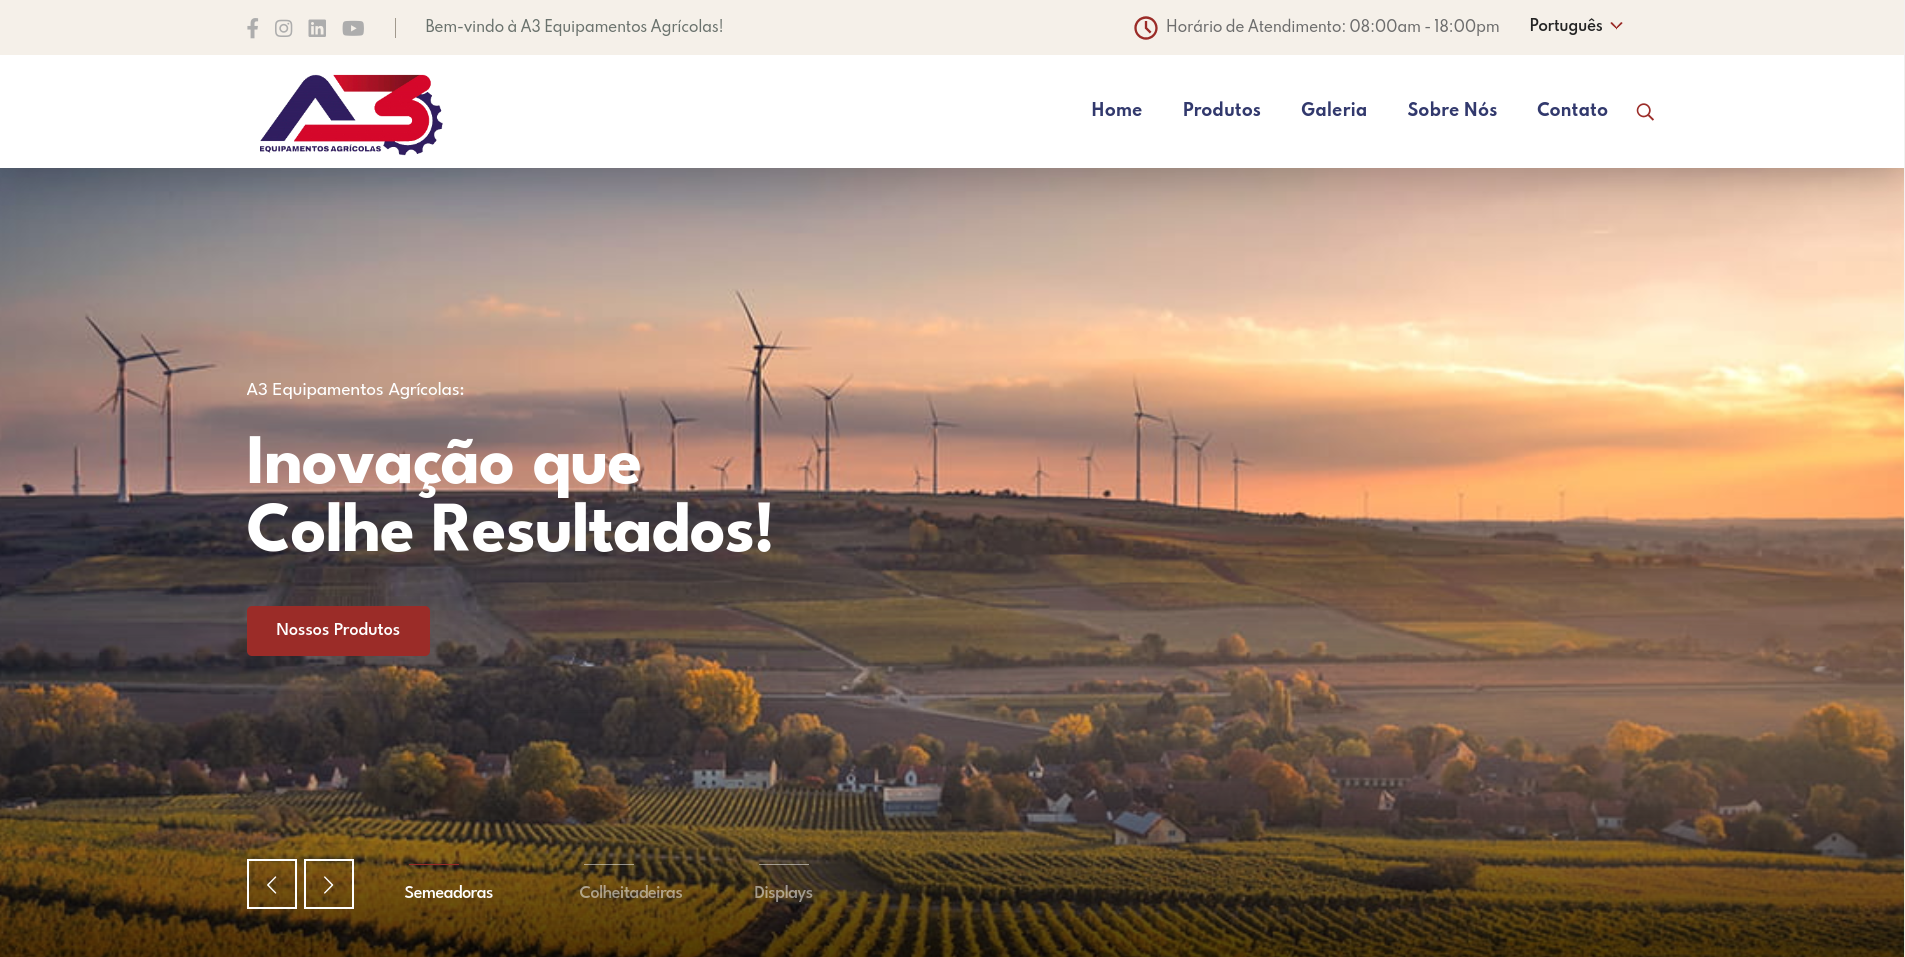 Bem-vindo à A3 Equipamentos Agrícolas!
Horário de Atendimento: 08:00am - 18:00pm
Português
A3
EQUIPAMENTOS AGRÍCOLAS
Home
Produtos
Galeria
Sobre Nós
Contato
A3 Equipamentos Agrícolas:
Inovação que
Colhe Resultados!
Nossos Produtos
Semeadoras
Colheitadeiras
Displays